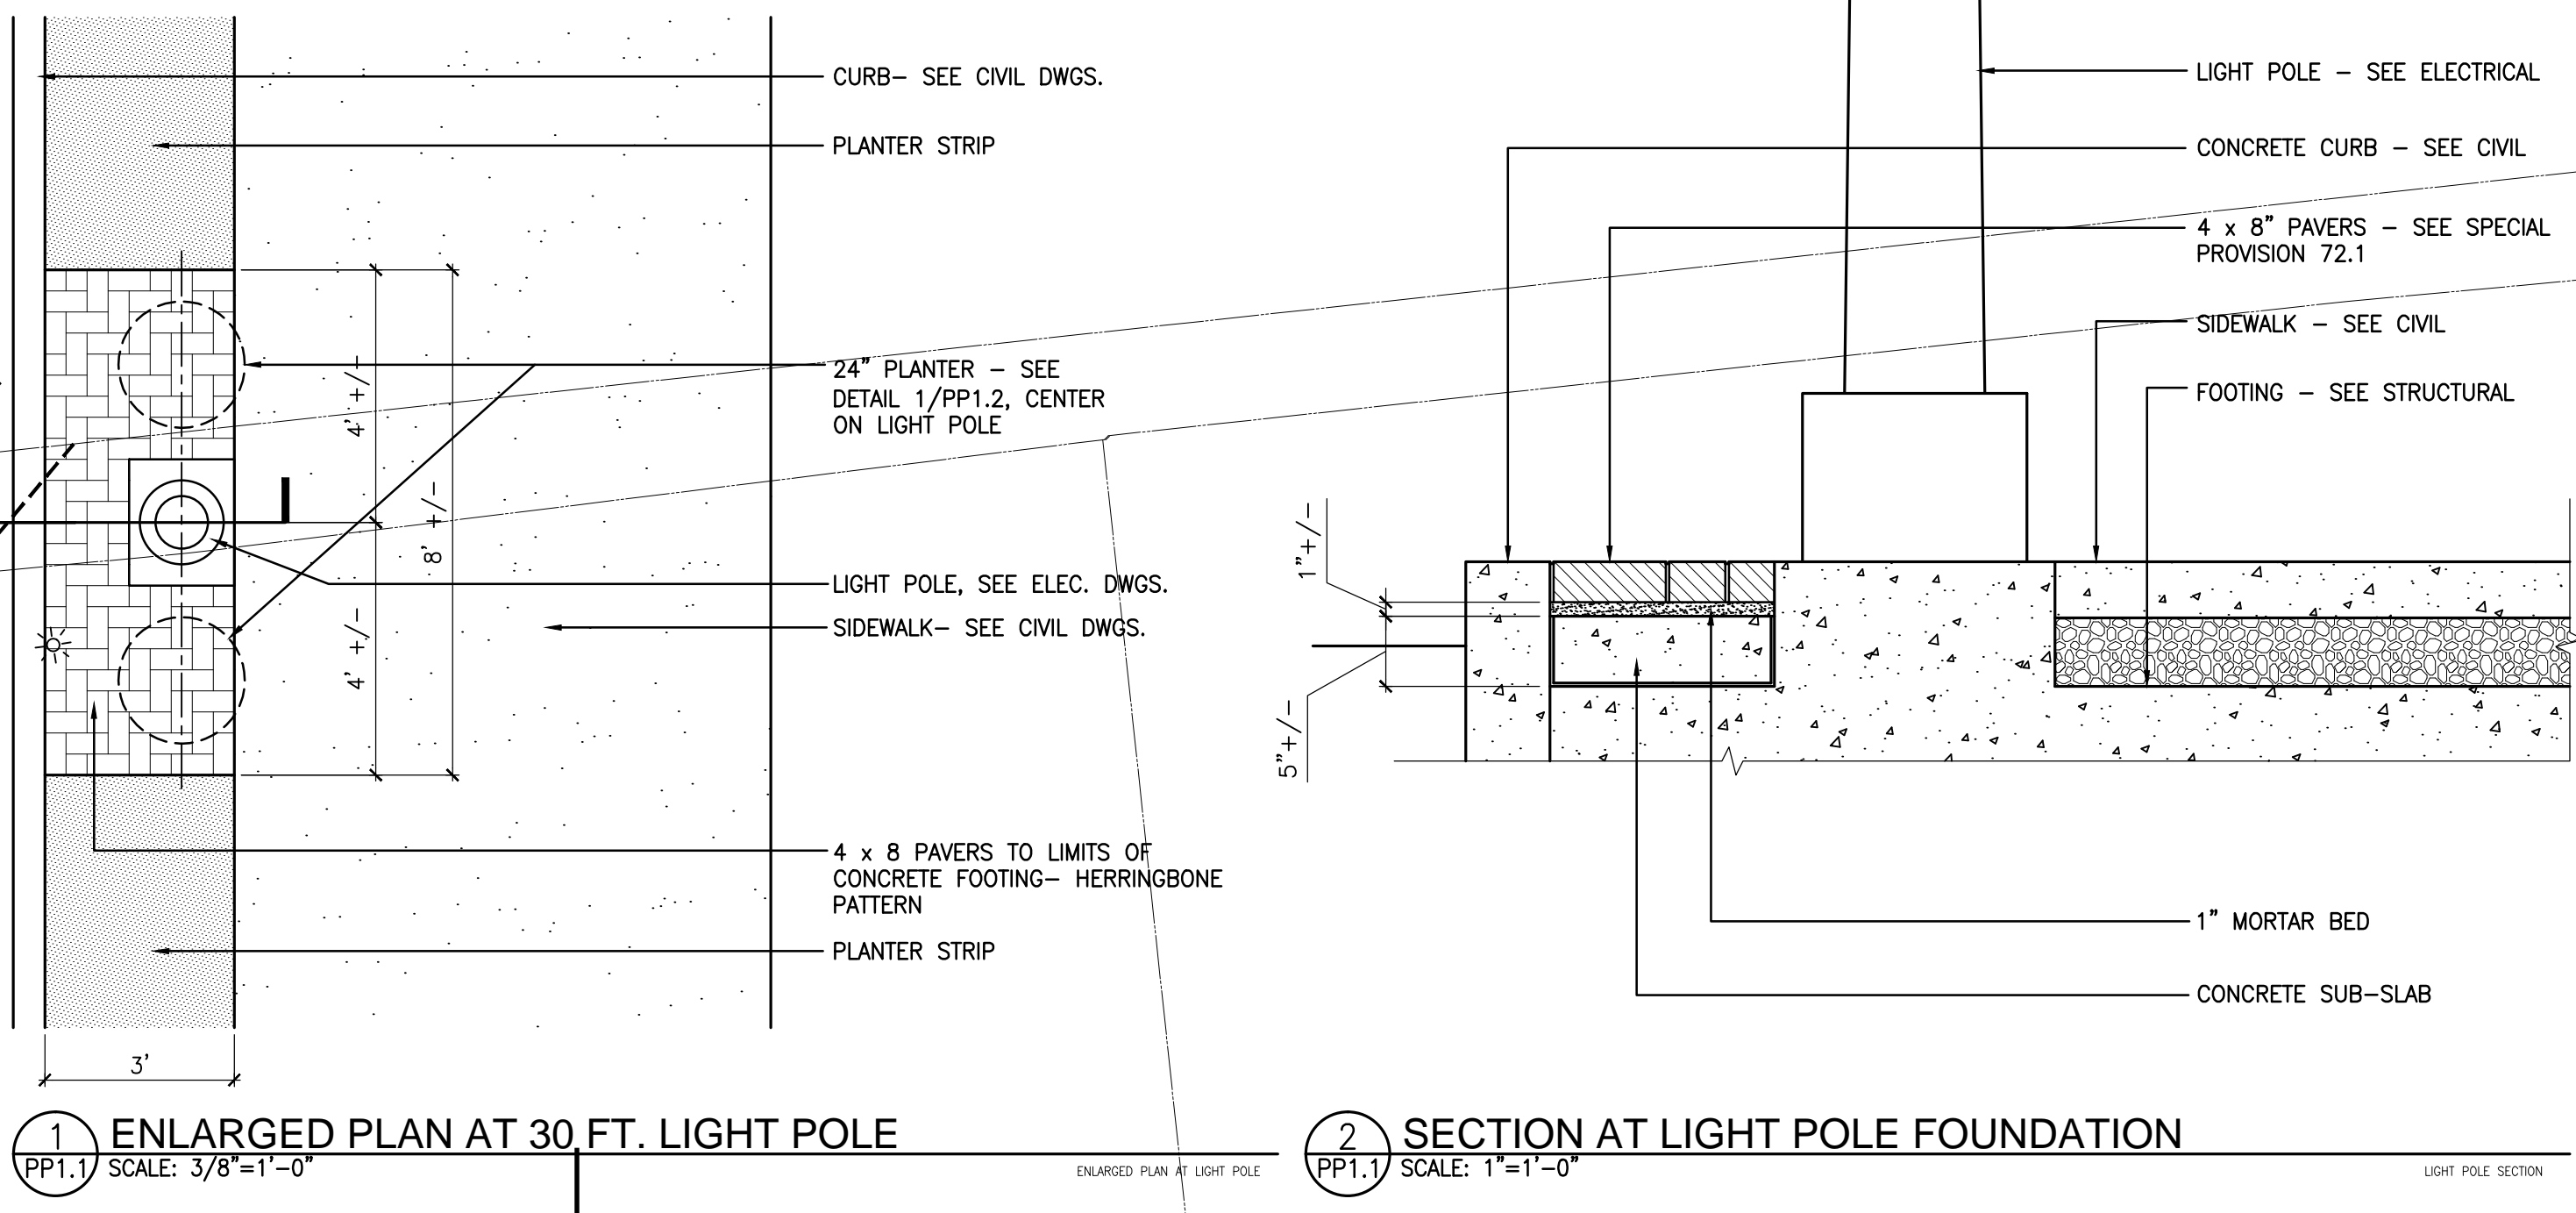 CURB– SEE CIVIL DWGS.
PLANTER STRIP
24" PLANTER – SEE
DETAIL 1/PP1.2, CENTER
ON LIGHT POLE
4' +/–
8' +/–
4' +/–
LIGHT POLE, SEE ELEC. DWGS.
SIDEWALK– SEE CIVIL DWGS.
4 x 8 PAVERS TO LIMITS OF
CONCRETE FOOTING– HERRINGBONE
PATTERN
PLANTER STRIP
3'
1
PP1.1
ENLARGED PLAN AT 30 FT. LIGHT POLE
SCALE: 3/8"=1'–0"
ENLARGED PLAN AT LIGHT POLE
LIGHT POLE – SEE ELECTRICAL
CONCRETE CURB – SEE CIVIL
4 x 8" PAVERS – SEE SPECIAL
PROVISION 72.1
SIDEWALK – SEE CIVIL
FOOTING – SEE STRUCTURAL
1"+/–
5"+/–
1" MORTAR BED
CONCRETE SUB–SLAB
2
PP1.1
SECTION AT LIGHT POLE FOUNDATION
SCALE: 1"=1'–0"
LIGHT POLE SECTION